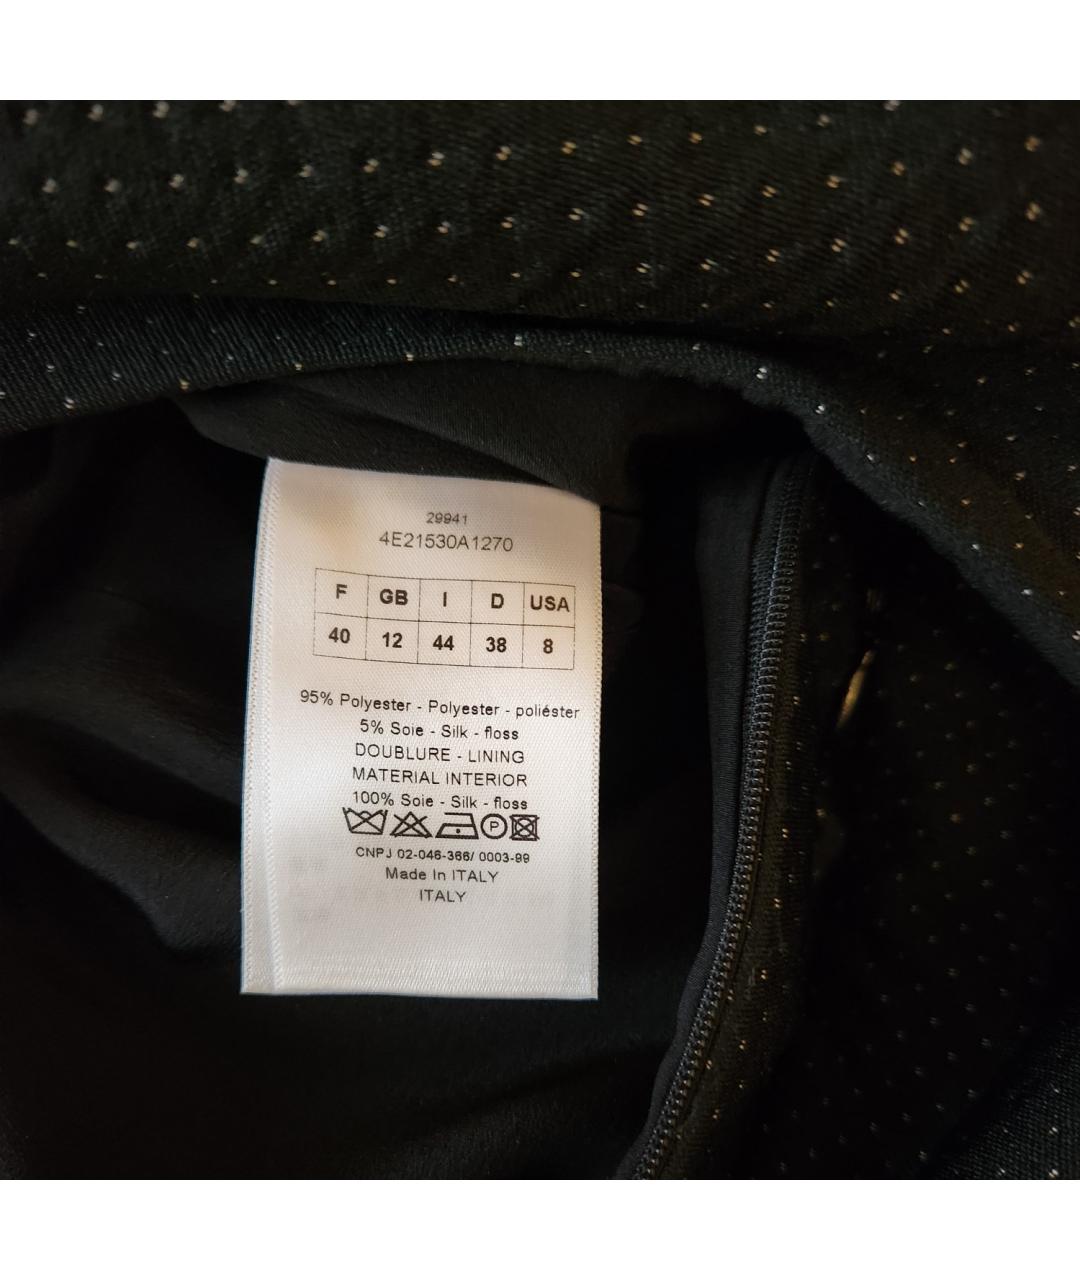 29941
4E21530A1270
F GB I D USA
40 12 44 38 8
95% Polyester - Polyester - poliéster
5% Soie - Silk - floss
DOUBLURE - LINING
MATERIAL INTERIOR
100% Soie - Silk - floss
P
CNPJ 02-046-366/ 0003-99
Made In ITALY
ITALY